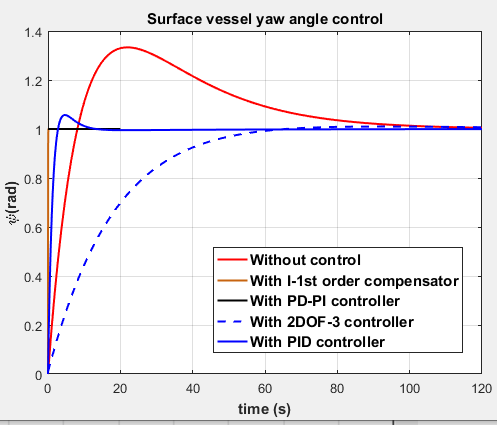 Surface vessel yaw angle control
1.4
1.2
1
0.8
0.6
0.4
0.2
0
ψ(rad)
Without control
With I-1st order compensator
With PD-PI controller
With 2DOF-3 controller
With PID controller
0 20 40 60 80 100 120
time (s)